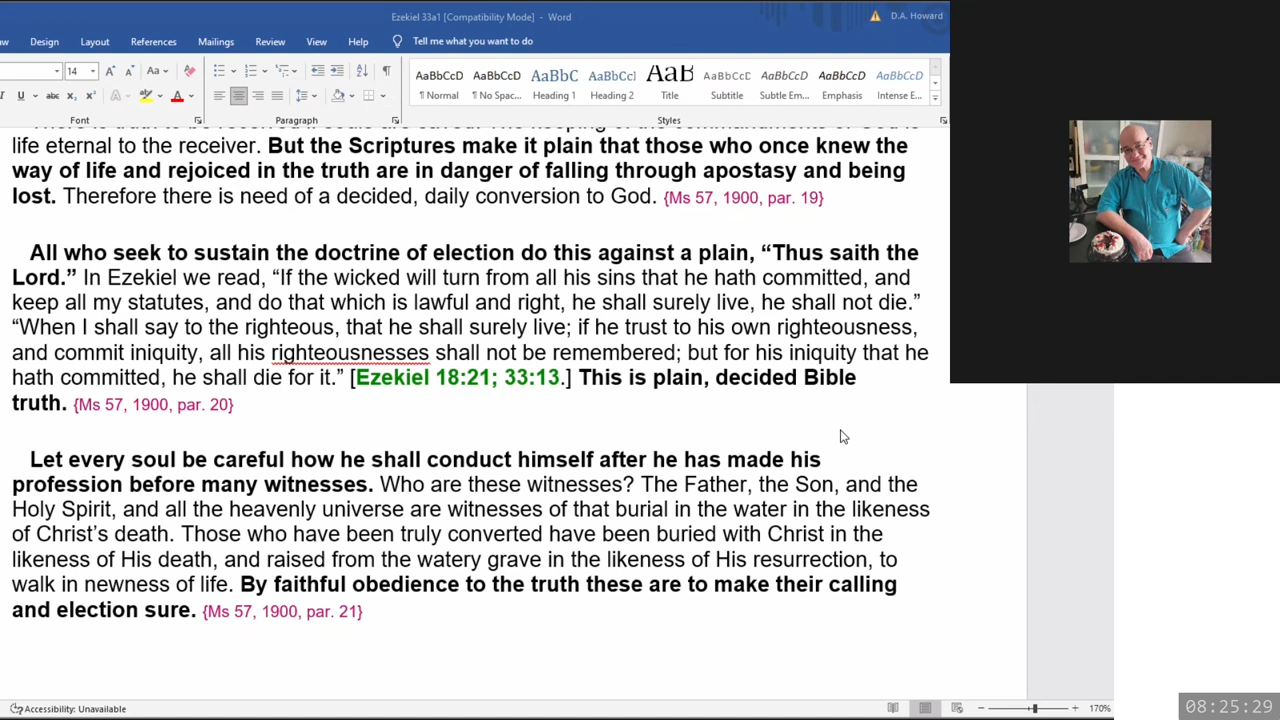 Ezekiel 33a1 [Compatibility Mode] - Word
D.A. Howard
Design Layout References Mailings Review View Help Tell me what you want to do
14
Aa
AaBbCcD AaBbCcD AaBbC AaBbCcI AaB AaBbCcD AaBbCcD AaBbCcD AaBbCcD
¶ Normal ¶ No Spac... Heading 1 Heading 2 Title Subtitle Subtle Em... Emphasis Intense E...
Font Paragraph Styles
life eternal to the receiver. But the Scriptures make it plain that those who once knew the
way of life and rejoiced in the truth are in danger of falling through apostasy and being
lost. Therefore there is need of a decided, daily conversion to God. {Ms 57, 1900, par. 19}
All who seek to sustain the doctrine of election do this against a plain, “Thus saith the
Lord.” In Ezekiel we read, “If the wicked will turn from all his sins that he hath committed, and
keep all my statutes, and do that which is lawful and right, he shall surely live, he shall not die.”
“When I shall say to the righteous, that he shall surely live; if he trust to his own righteousness,
and commit iniquity, all his righteousnesses shall not be remembered; but for his iniquity that he
hath committed, he shall die for it.” [Ezekiel 18:21; 33:13.] This is plain, decided Bible
truth. {Ms 57, 1900, par. 20}
Let every soul be careful how he shall conduct himself after he has made his
profession before many witnesses. Who are these witnesses? The Father, the Son, and the
Holy Spirit, and all the heavenly universe are witnesses of that burial in the water in the likeness
of Christ’s death. Those who have been truly converted have been buried with Christ in the
likeness of His death, and raised from the watery grave in the likeness of His resurrection, to
walk in newness of life. By faithful obedience to the truth these are to make their calling
and election sure. {Ms 57, 1900, par. 21}
Accessibility: Unavailable
170%
08:25:29